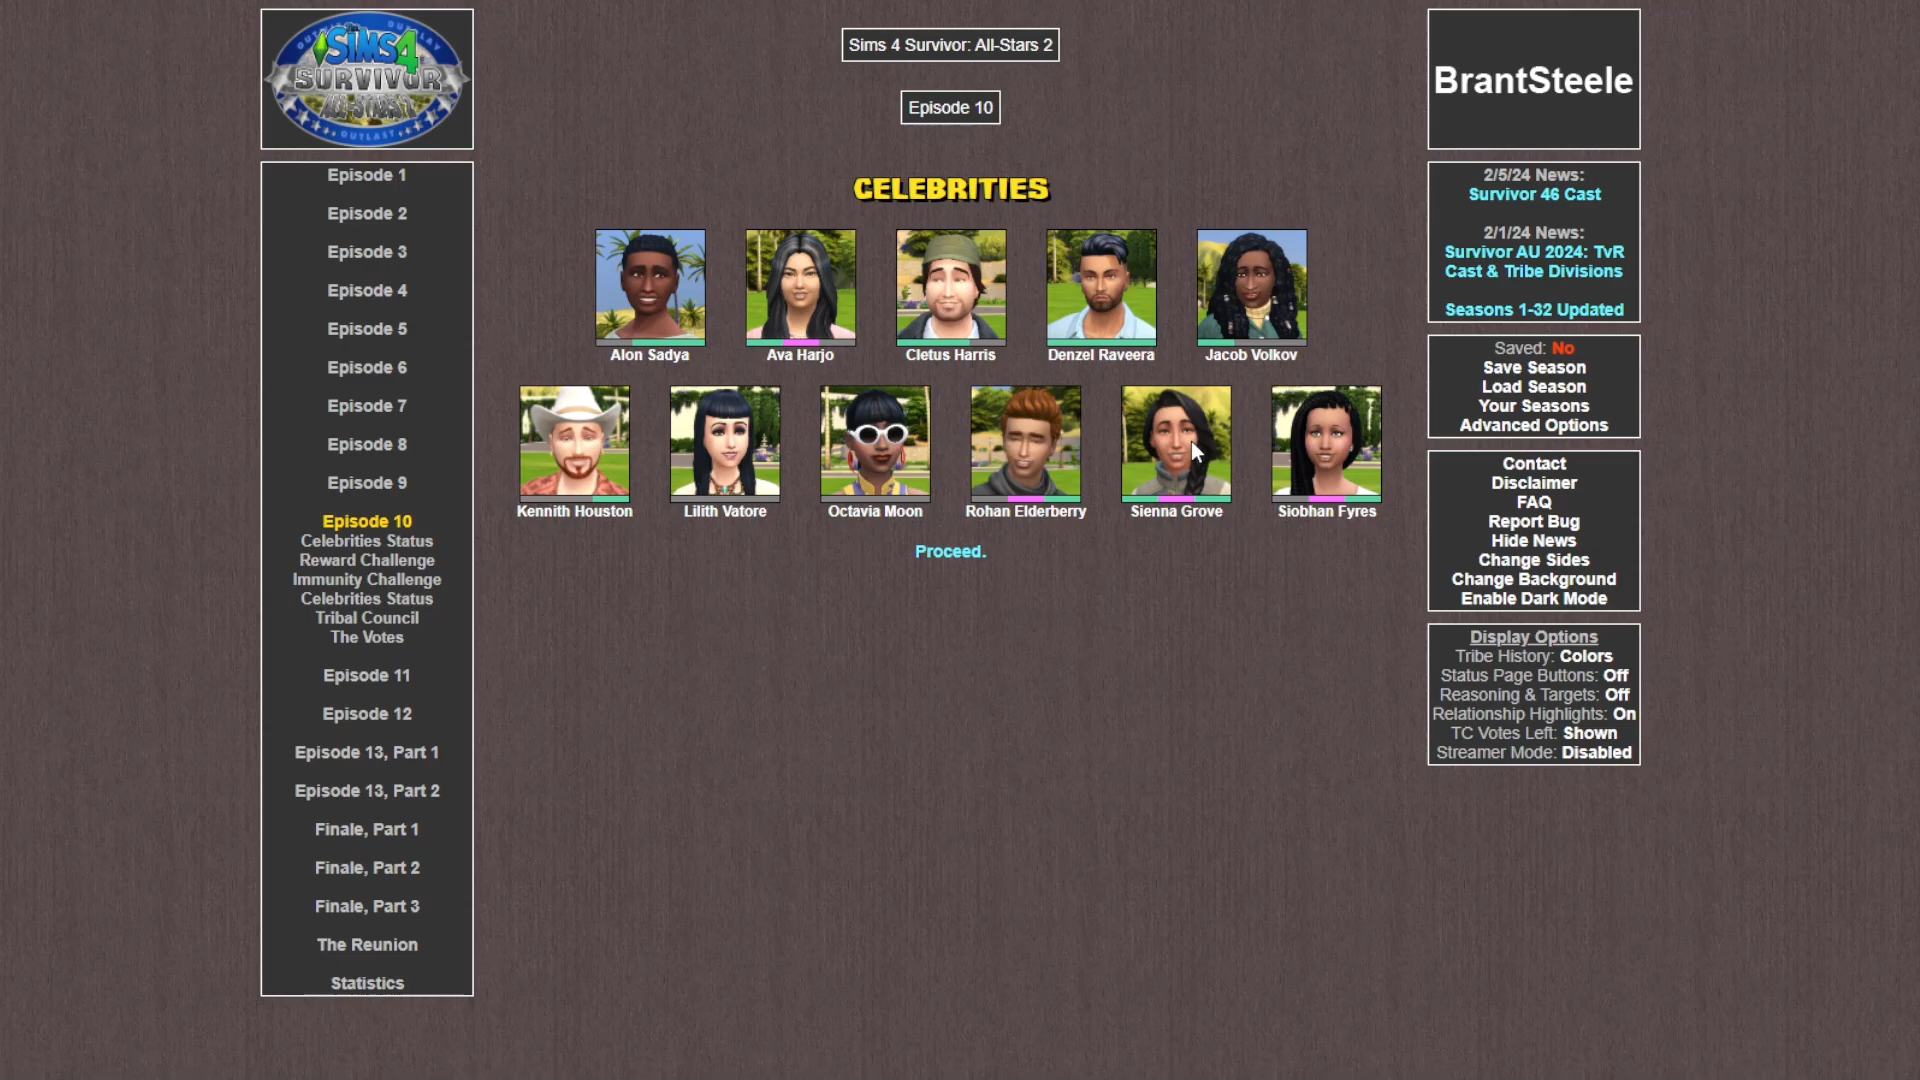 OUTWIT OUTPLAY
The SiMS 4
SURVIVOR
ALL-STARS 2
OUTLAST
Episode 1
Episode 2
Episode 3
Episode 4
Episode 5
Episode 6
Episode 7
Episode 8
Episode 9
Episode 10
Celebrities Status
Reward Challenge
Immunity Challenge
Celebrities Status
Tribal Council
The Votes
Episode 11
Episode 12
Episode 13, Part 1
Episode 13, Part 2
Finale, Part 1
Finale, Part 2
Finale, Part 3
The Reunion
Statistics
Sims 4 Survivor: All-Stars 2
Episode 10
CELEBRITIES
Alon Sadya Ava Harjo Cletus Harris Denzel Raveera Jacob Volkov
Kennith Houston Lilith Vatore Octavia Moon Rohan Elderberry Sienna Grove Siobhan Fyres
Proceed.
BrantSteele
2/5/24 News:
Survivor 46 Cast
2/1/24 News:
Survivor AU 2024: TvR
Cast & Tribe Divisions
Seasons 1-32 Updated
Saved: No
Save Season
Load Season
Your Seasons
Advanced Options
Contact
Disclaimer
FAQ
Report Bug
Hide News
Change Sides
Change Background
Enable Dark Mode
Display Options
Tribe History: Colors
Status Page Buttons: Off
Reasoning & Targets: Off
Relationship Highlights: On
TC Votes Left: Shown
Streamer Mode: Disabled